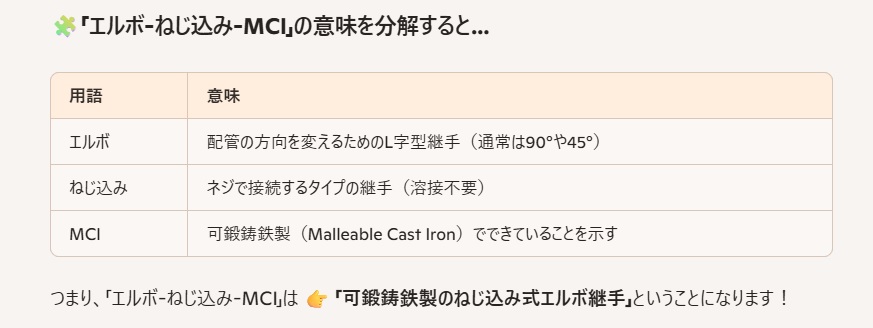 🧩「エルボ-ねじ込み-MCI」の意味を分解すると…
用語 意味
エルボ 配管の方向を変えるためのL字型継手（通常は90°や45°）
ねじ込み ネジで接続するタイプの継手（溶接不要）
MCI 可鍛鋳鉄製（Malleable Cast Iron）でできていることを示す
つまり、「エルボ-ねじ込み-MCI」は 👉「可鍛鋳鉄製のねじ込み式エルボ継手」ということになります！